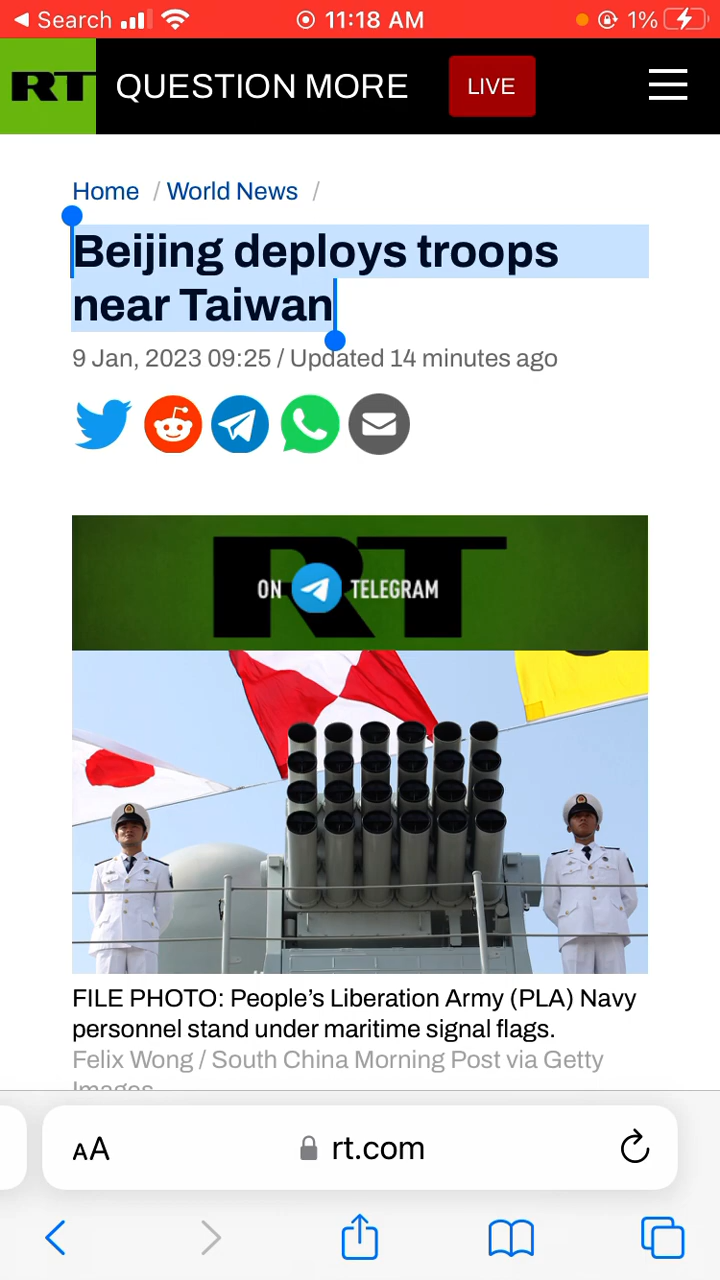 Search 11:18 AM 1%
RT QUESTION MORE LIVE
Home / World News /
Beijing deploys troops
near Taiwan
9 Jan, 2023 09:25 / Updated 14 minutes ago
RT
ON TELEGRAM
FILE PHOTO: People’s Liberation Army (PLA) Navy
personnel stand under maritime signal flags.
Felix Wong / South China Morning Post via Getty
Images
AA rt.com